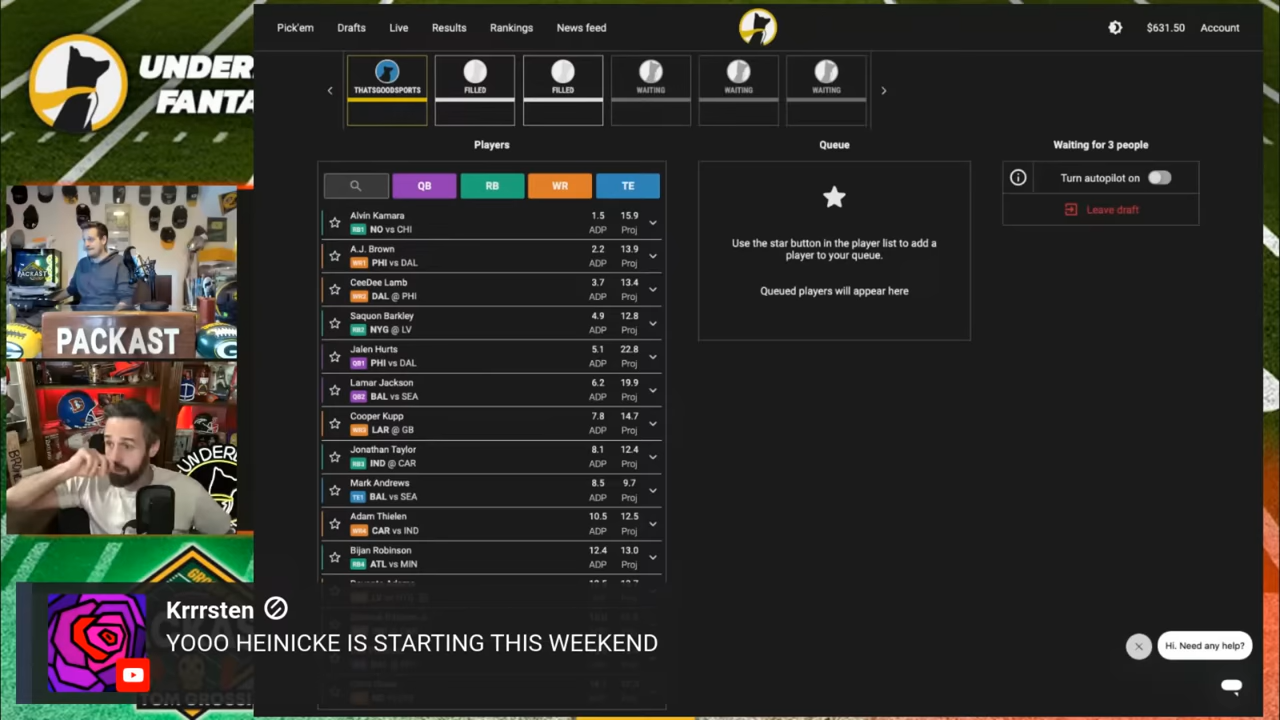 UNDER
FANTA
Pick'em Drafts Live Results Rankings News feed
$631.50 Account
THATSGOODSPORTS FILLED FILLED WAITING WAITING WAITING
Players
Queue
Waiting for 3 people
QB RB WR TE
Turn autopilot on
Leave draft
Use the star button in the player list to add a
player to your queue.
Queued players will appear here
Alvin Kamara 1.5 15.9
RB1 NO vs CHI ADP Proj
A.J. Brown 2.2 13.9
WR1 PHI vs DAL ADP Proj
CeeDee Lamb 3.7 13.4
WR2 DAL @ PHI ADP Proj
Saquon Barkley 4.9 12.8
RB2 NYG @ LV ADP Proj
Jalen Hurts 5.1 22.8
QB1 PHI vs DAL ADP Proj
Lamar Jackson 6.2 19.9
QB2 BAL vs SEA ADP Proj
Cooper Kupp 7.8 14.7
WR3 LAR @ GB ADP Proj
Jonathan Taylor 8.1 12.4
RB3 IND @ CAR ADP Proj
Mark Andrews 8.5 9.7
TE1 BAL vs SEA ADP Proj
Adam Thielen 10.5 12.5
WR4 CAR vs IND ADP Proj
Bijan Robinson 12.4 13.0
RB4 ATL vs MIN ADP Proj
PACKAST
PACKAST
UNDER
Krrrsten
YOOO HEINICKE IS STARTING THIS WEEKEND
TOM GROSSI
Hi. Need any help?